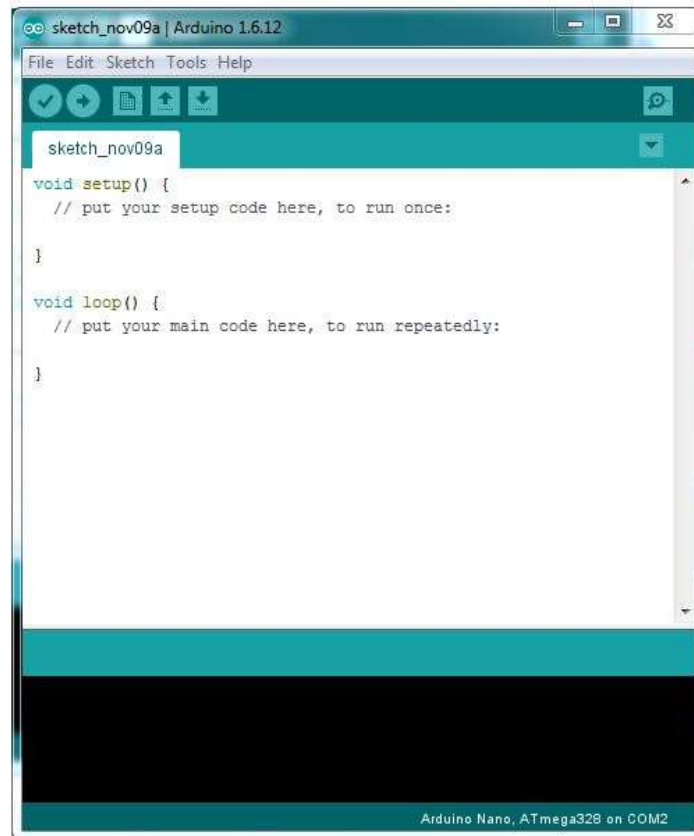 sketch_nov09a | Arduino 1.6.12
File Edit Sketch Tools Help
sketch_nov09a
void setup() {
  // put your setup code here, to run once:

}

void loop() {
  // put your main code here, to run repeatedly:

}
Arduino Nano, ATmega328 on COM2